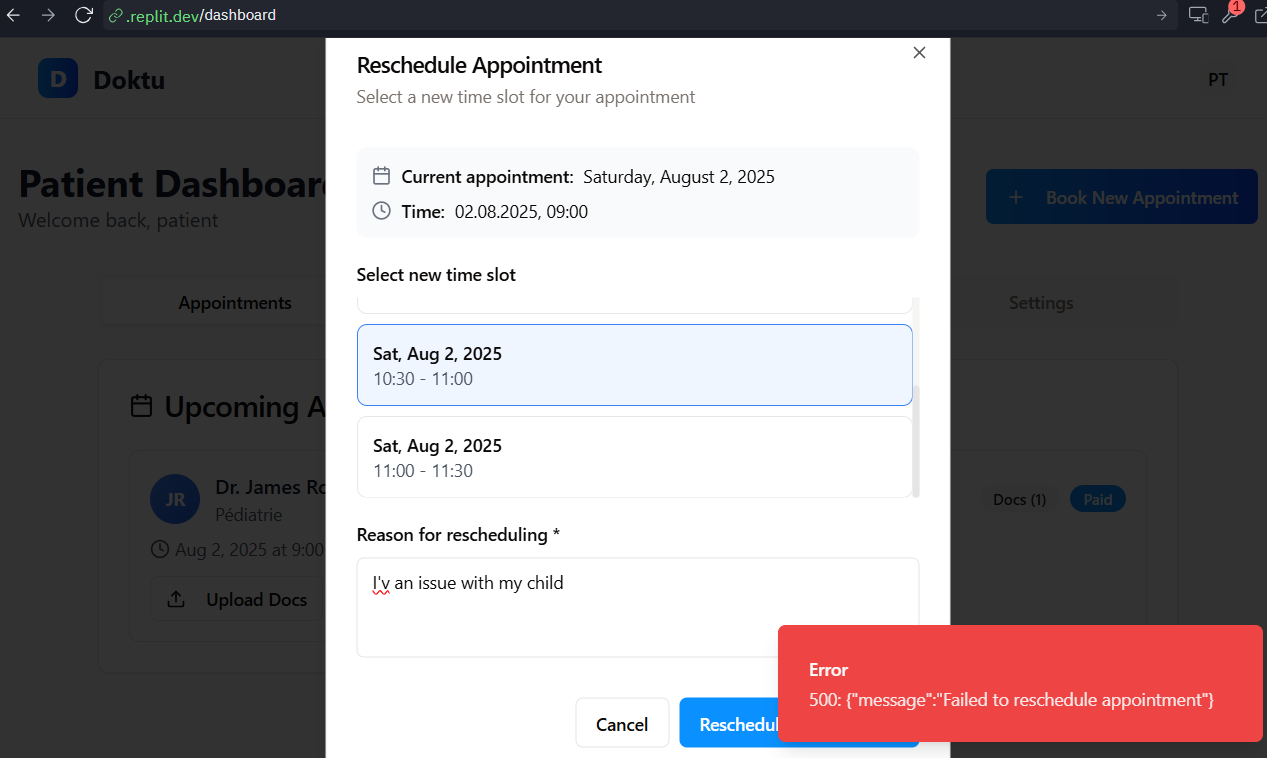 .replit.dev/dashboard
1
D Doktu
PT
Reschedule Appointment
Select a new time slot for your appointment
Current appointment: Saturday, August 2, 2025
Time: 02.08.2025, 09:00
Patient Dashboar
Welcome back, patient
+ Book New Appointment
Select new time slot
Appointments
Settings
Sat, Aug 2, 2025
10:30 - 11:00
Sat, Aug 2, 2025
11:00 - 11:30
Upcoming A
JR
Dr. James Ro
Pédiatrie
Aug 2, 2025 at 9:00
Upload Docs
Docs (1)
Paid
Reason for rescheduling *
I'v an issue with my child
Cancel
Reschedul
Error
500: {"message":"Failed to reschedule appointment"}